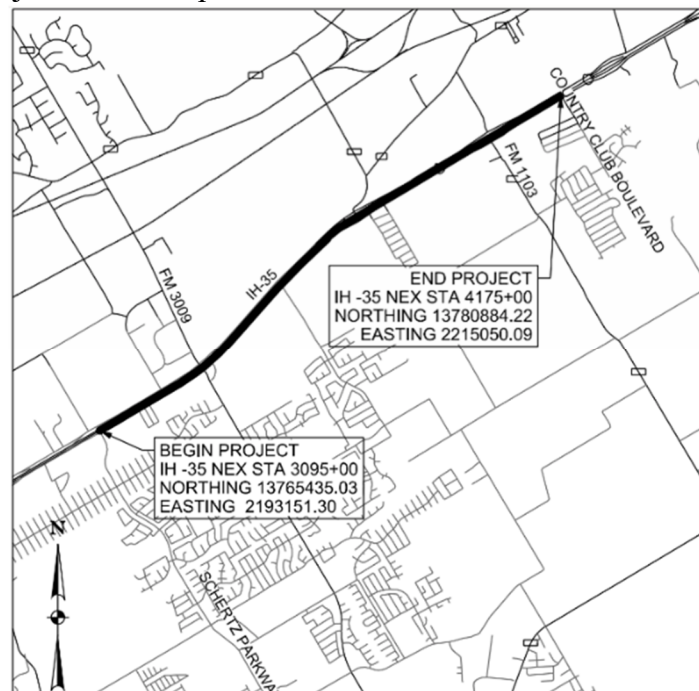 COUNTRY CLUB BOULEVARD
FM 1103
END PROJECT
IH -35 NEX STA 4175+00
NORTHING 13780884.22
EASTING 2215050.09
IH-35
FM 3009
BEGIN PROJECT
IH -35 NEX STA 3095+00
NORTHING 13765435.03
EASTING 2193151.30
N
SCHERTZ PARKWA